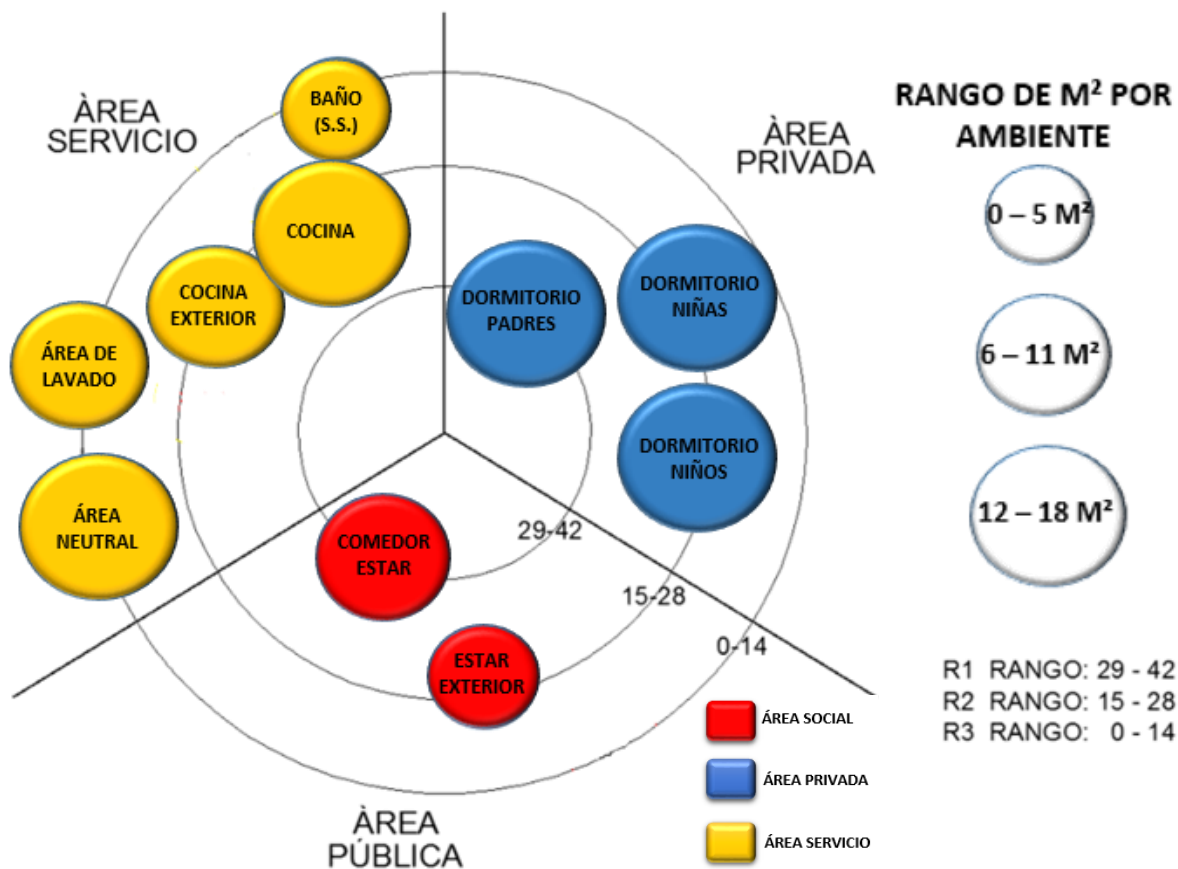 ÀREA
SERVICIO
BAÑO
(S.S.)
COCINA
COCINA
EXTERIOR
ÁREA DE
LAVADO
ÁREA
NEUTRAL
ÀREA
PRIVADA
DORMITORIO
PADRES
DORMITORIO
NIÑAS
DORMITORIO
NIÑOS
COMEDOR
ESTAR
ESTAR
EXTERIOR
29-42
15-28
0-14
ÀREA
PÚBLICA
ÁREA SOCIAL
ÁREA PRIVADA
ÁREA SERVICIO
RANGO DE M² POR
AMBIENTE
0 – 5 M²
6 – 11 M²
12 – 18 M²
R1 RANGO: 29 - 42
R2 RANGO: 15 - 28
R3 RANGO: 0 - 14